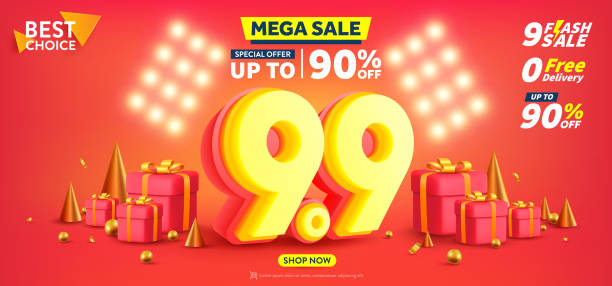 BEST
CHOICE
MEGA SALE
SPECIAL OFFER
UP TO 90% OFF
9 FLASH
SALE
0 Free
Delivery
UP TO
90% OFF
9.9
SHOP NOW